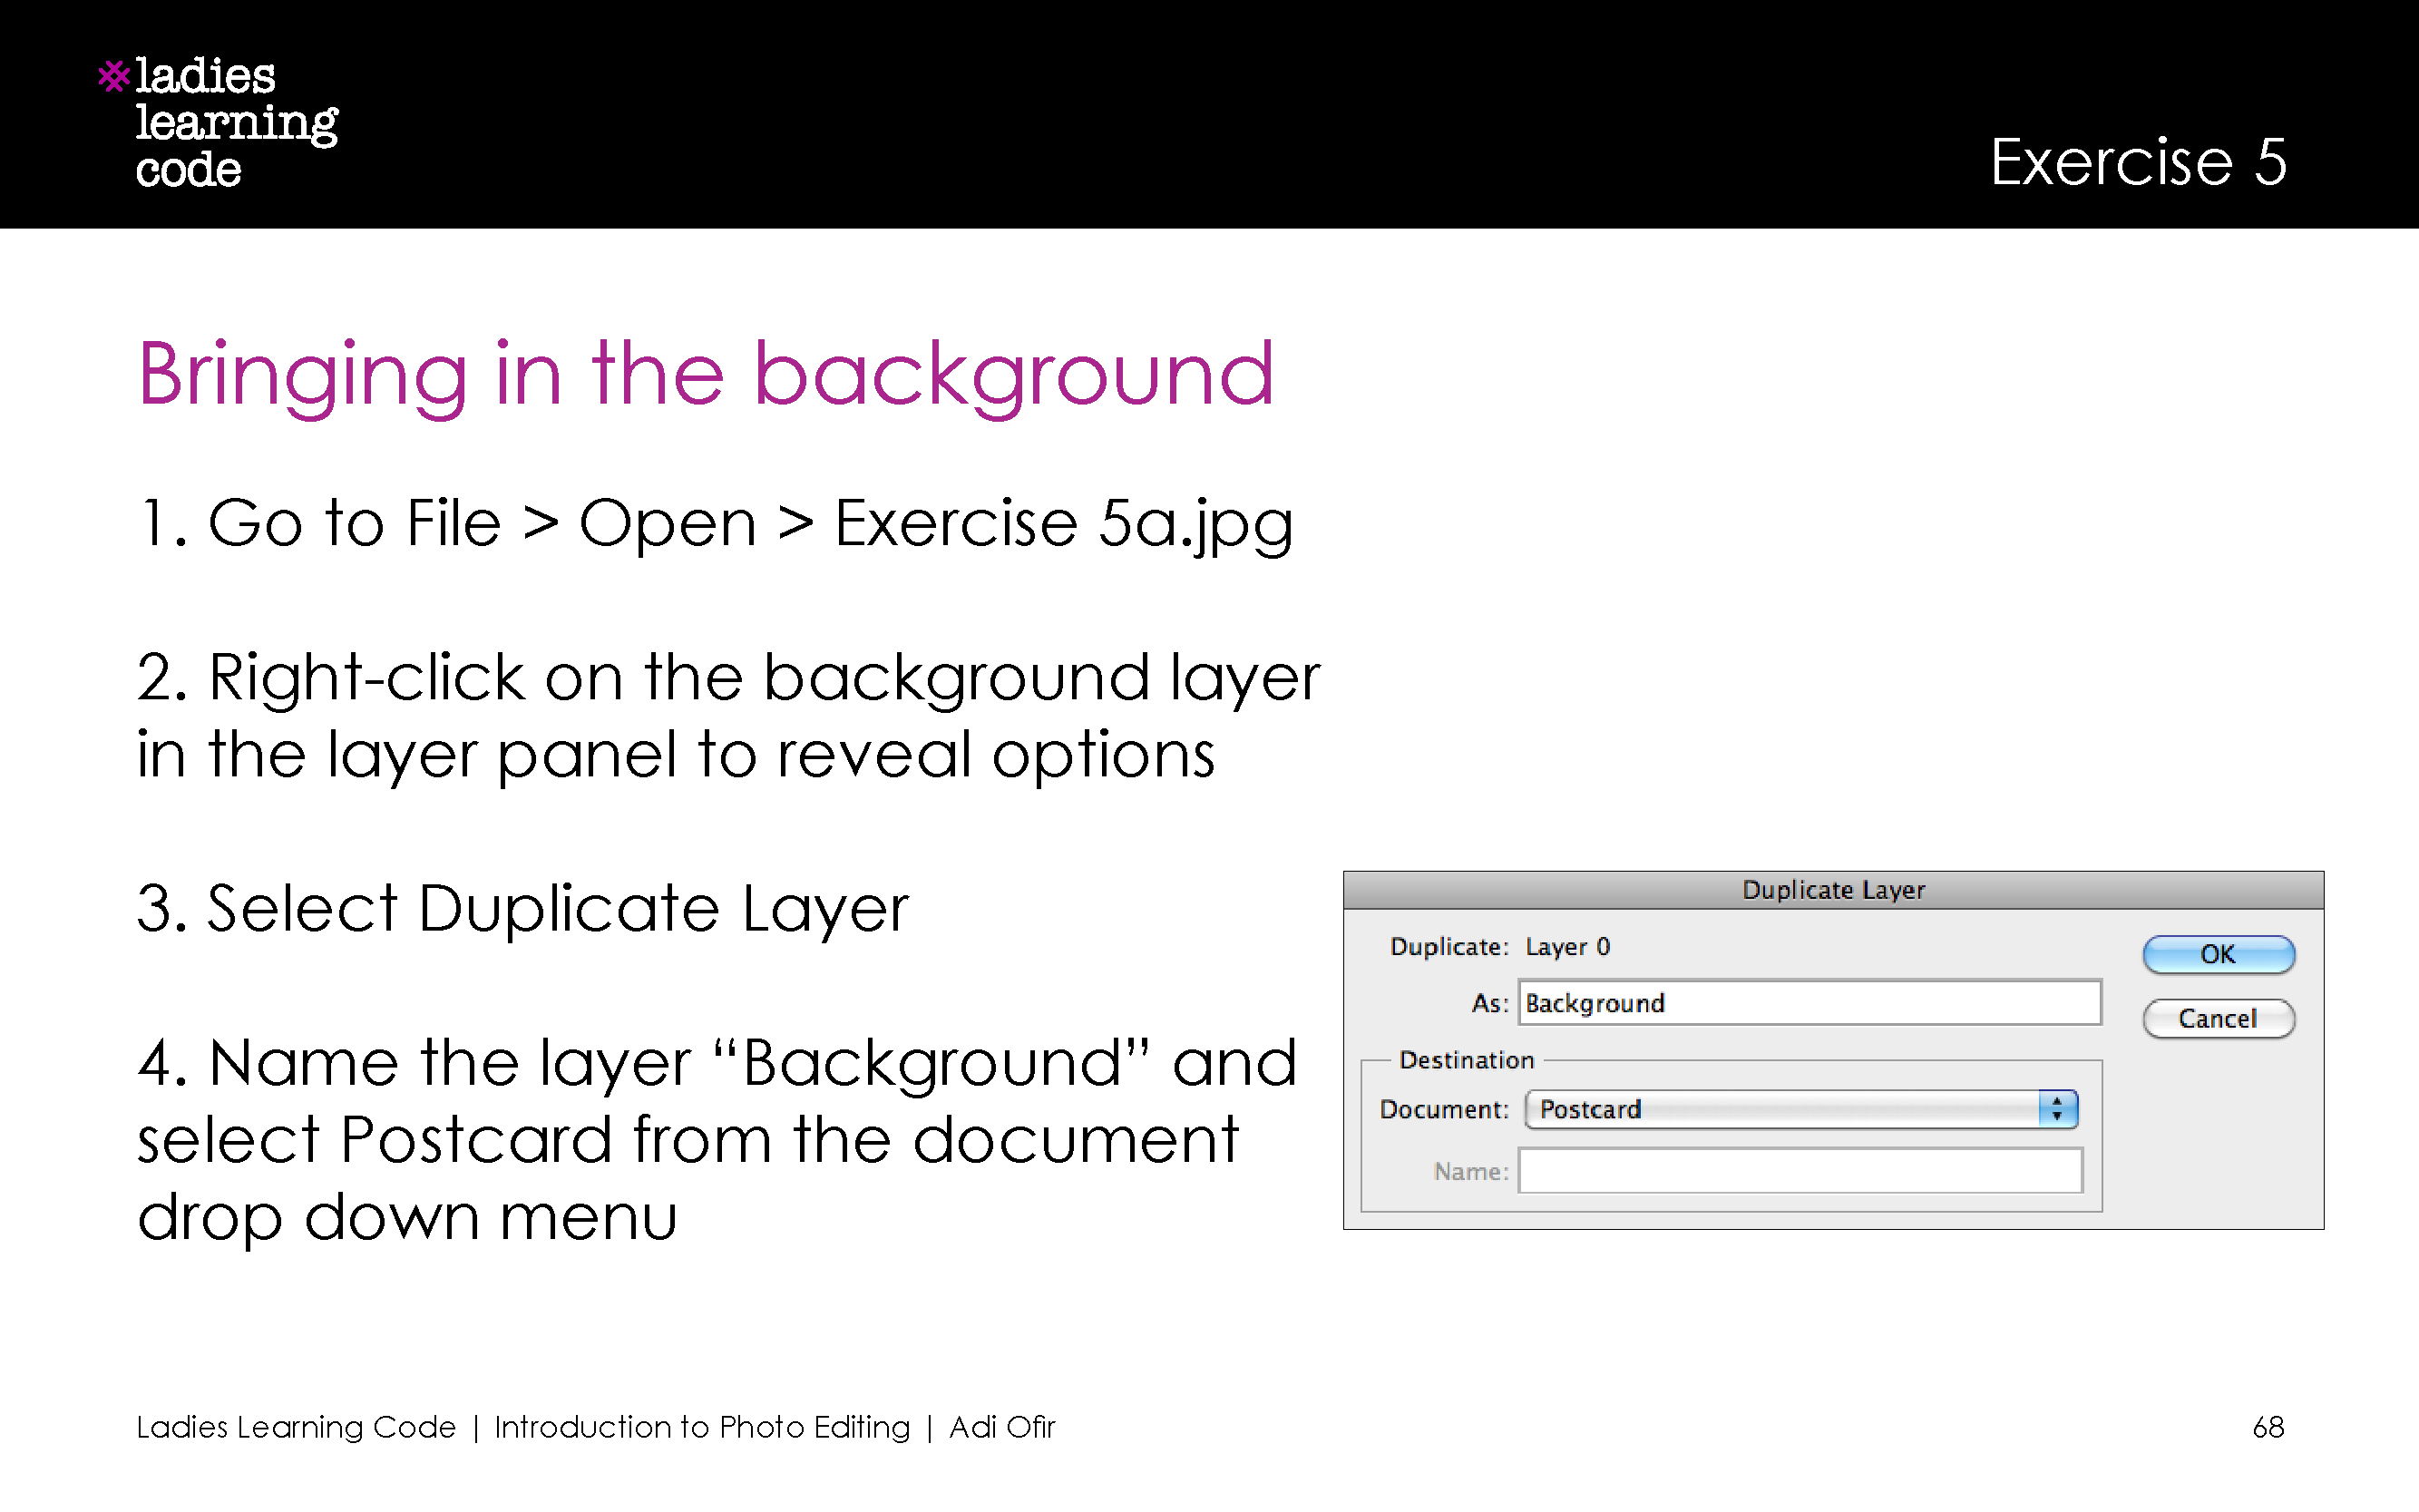 ladies
learning
code
Exercise 5
Bringing in the background
1. Go to File > Open > Exercise 5a.jpg
2. Right-click on the background layer
in the layer panel to reveal options
3. Select Duplicate Layer
4. Name the layer “Background” and
select Postcard from the document
drop down menu
Duplicate Layer
Duplicate: Layer 0
OK
As: Background
Cancel
Destination
Document: Postcard
Name:
Ladies Learning Code | Introduction to Photo Editing | Adi Ofir
68